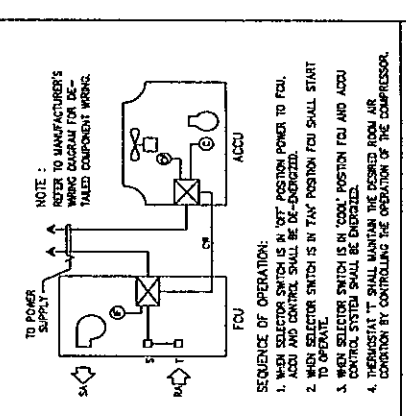 NOTE :
REFER TO MANUFACTURER'S
WIRING DIAGRAM FOR DE-
TAILED COMPONENT WIRING.
TO POWER
SUPPLY
SA
RA
F
S
T
FCU
CW
C
ACCU
SEQUENCE OF OPERATION:
1. WHEN SELECTOR SWITCH IS IN 'OFF' POSITION POWER TO FCU,
ACCU AND CONTROL SHALL BE DE-ENERGIZED.
2. WHEN SELECTOR SWITCH IS IN 'FAN' POSITION FCU SHALL START
TO OPERATE.
3. WHEN SELECTOR SWITCH IS IN 'COOL' POSITION FCU AND ACCU
CONTROL SYSTEM SHALL BE ENERGIZED.
4. THERMOSTAT 'T' SHALL MAINTAIN THE DESIRED ROOM AIR
CONDITION BY CONTROLLING THE OPERATION OF THE COMPRESSOR.